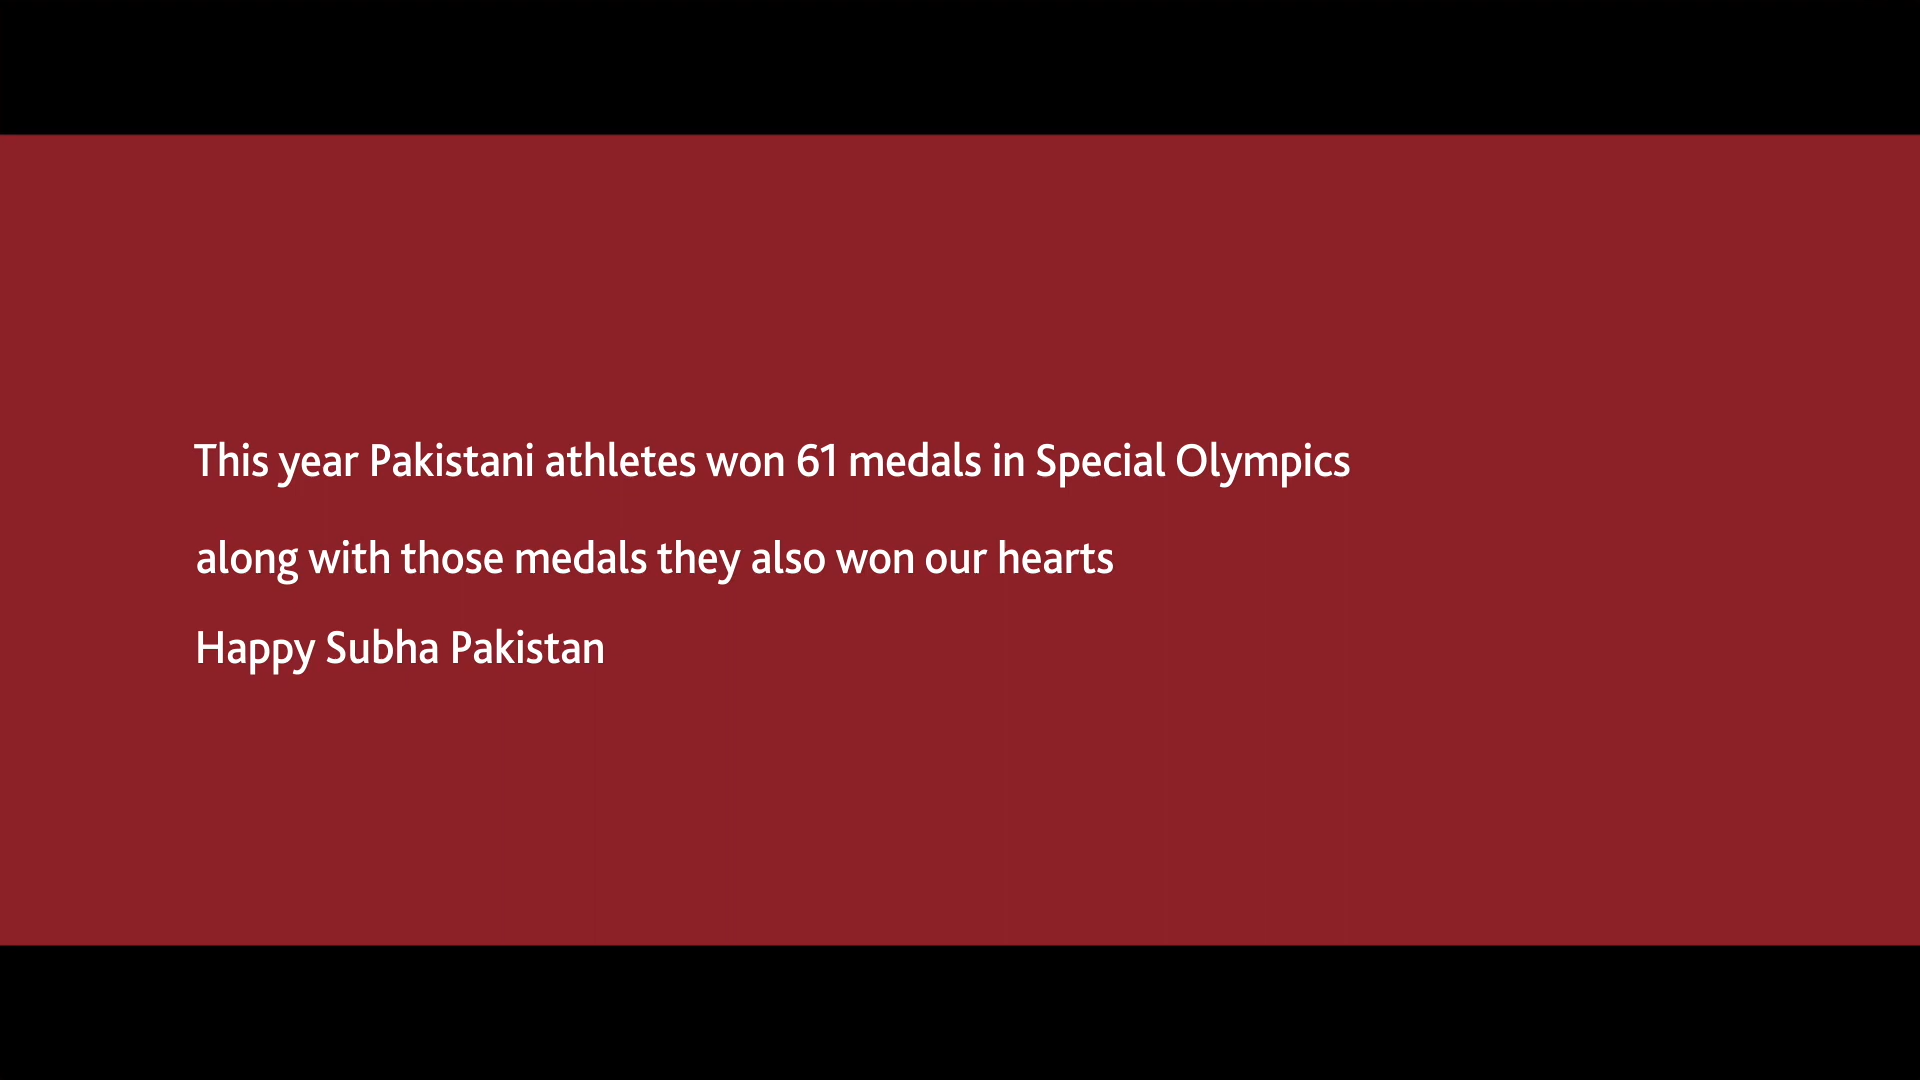 This year Pakistani athletes won 61 medals in Special Olympics
along with those medals they also won our hearts
Happy Subha Pakistan